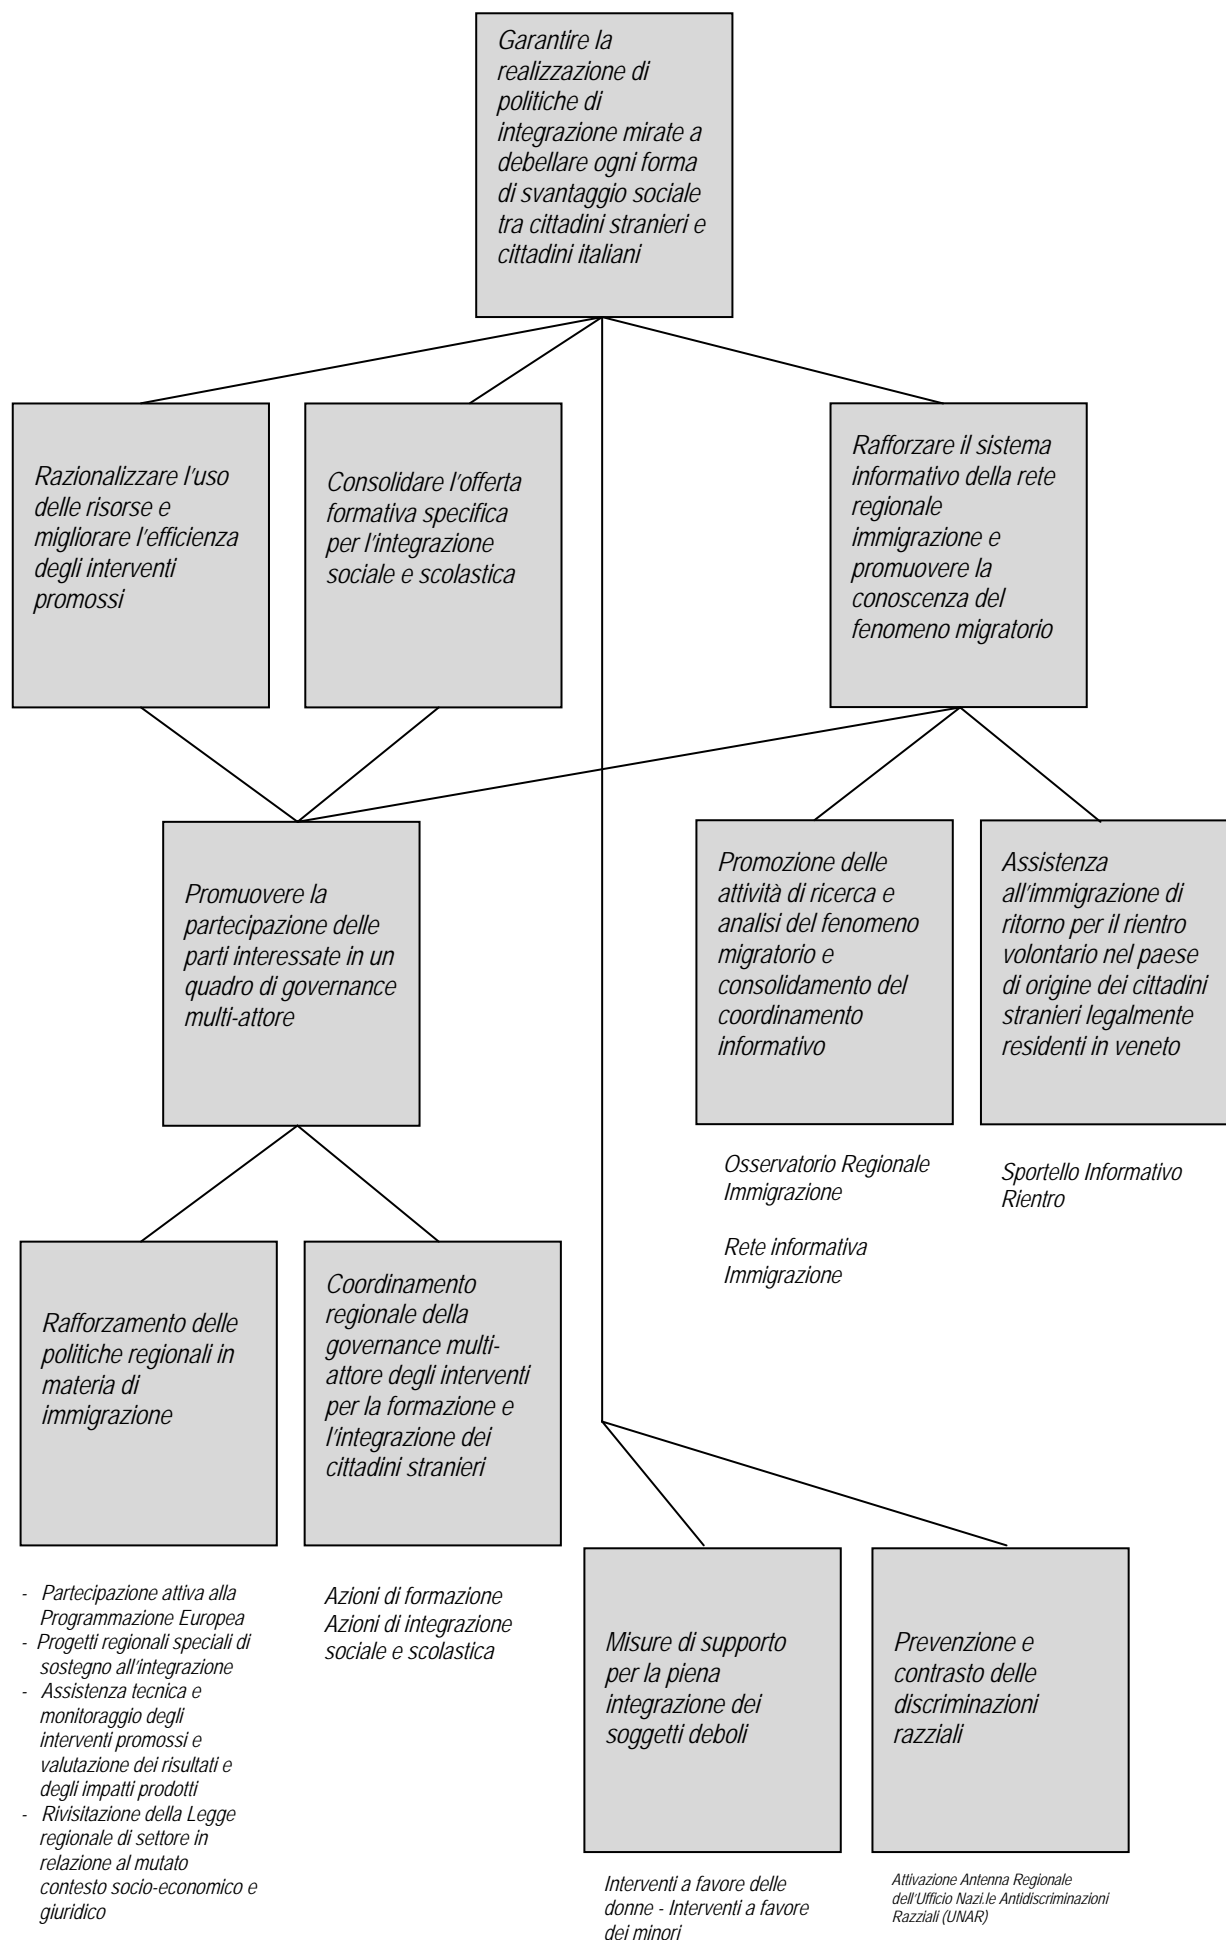 Garantire la
realizzazione di
politiche di
integrazione mirate a
debellare ogni forma
di svantaggio sociale
tra cittadini stranieri e
cittadini italiani
Razionalizzare l'uso
delle risorse e
migliorare l'efficienza
degli interventi
promossi
Consolidare l'offerta
formativa specifica
per l'integrazione
sociale e scolastica
Rafforzare il sistema
informativo della rete
regionale
immigrazione e
promuovere la
conoscenza del
fenomeno migratorio
Promuovere la
partecipazione delle
parti interessate in un
quadro di governance
multi-attore
Promozione delle
attività di ricerca e
analisi del fenomeno
migratorio e
consolidamento del
coordinamento
informativo
Assistenza
all'immigrazione di
ritorno per il rientro
volontario nel paese
di origine dei cittadini
stranieri legalmente
residenti in veneto
Osservatorio Regionale
Immigrazione
Rete informativa
Immigrazione
Sportello Informativo
Rientro
Rafforzamento delle
politiche regionali in
materia di
immigrazione
Coordinamento
regionale della
governance multi-
attore degli interventi
per la formazione e
l'integrazione dei
cittadini stranieri
- Partecipazione attiva alla
Programmazione Europea
- Progetti regionali speciali di
sostegno all'integrazione
- Assistenza tecnica e
monitoraggio degli
interventi promossi e
valutazione dei risultati e
degli impatti prodotti
- Rivisitazione della Legge
regionale di settore in
relazione al mutato
contesto socio-economico e
giuridico
Azioni di formazione
Azioni di integrazione
sociale e scolastica
Misure di supporto
per la piena
integrazione dei
soggetti deboli
Prevenzione e
contrasto delle
discriminazioni
razziali
Interventi a favore delle
donne - Interventi a favore
dei minori
Attivazione Antenna Regionale
dell'Ufficio Nazi.le Antidiscriminazioni
Razziali (UNAR)